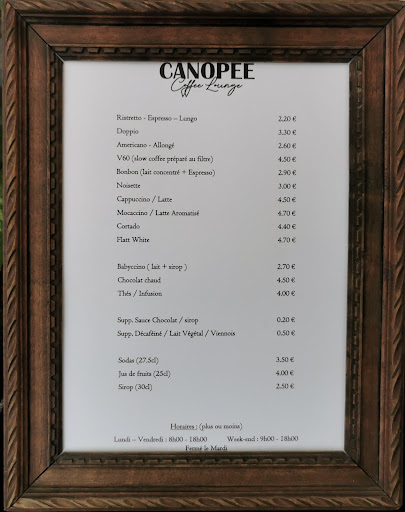 CANOPEE
Coffee Lounge
Ristretto - Espresso – Lungo 2.20 €
Doppio 3.30 €
Americano - Allongé 2.60 €
V60 (slow coffee préparé au filtre) 4.50 €
Bonbon (lait concentré + Espresso) 2.90 €
Noisette 3.00 €
Cappuccino / Latte 4.50 €
Mocaccino / Latte Aromatisé 4.70 €
Cortado 4.40 €
Flatt White 4.70 €
Babyccino ( lait + sirop ) 2.70 €
Chocolat chaud 4.50 €
Thés / Infusion 4.00 €
Supp. Sauce Chocolat / sirop 0.20 €
Supp. Décaféiné / Lait Végétal / Viennois 0.50 €
Sodas (27.5cl) 3.50 €
Jus de fruits (25cl) 4.00 €
Sirop (30cl) 2.50 €
Horaires : (plus ou moins)
Lundi – Vendredi : 8h00 - 18h00 Week-end : 9h00 - 18h00
Fermé le Mardi